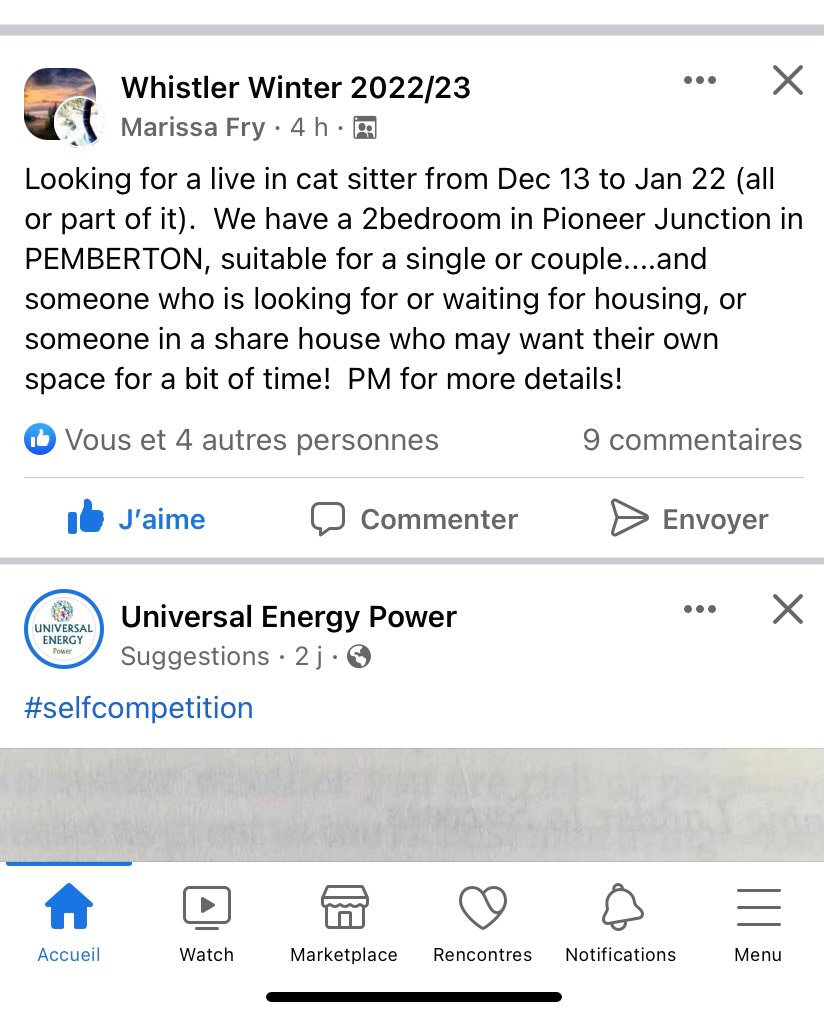 Whistler Winter 2022/23
Marissa Fry · 4 h ·
Looking for a live in cat sitter from Dec 13 to Jan 22 (all
or part of it).  We have a 2bedroom in Pioneer Junction in
PEMBERTON, suitable for a single or couple....and
someone who is looking for or waiting for housing, or
someone in a share house who may want their own
space for a bit of time!  PM for more details!
Vous et 4 autres personnes 9 commentaires
J’aime Commenter Envoyer
UNIVERSAL
ENERGY
Power
Universal Energy Power
Suggestions · 2 j ·
#selfcompetition
Accueil Watch Marketplace Rencontres Notifications Menu